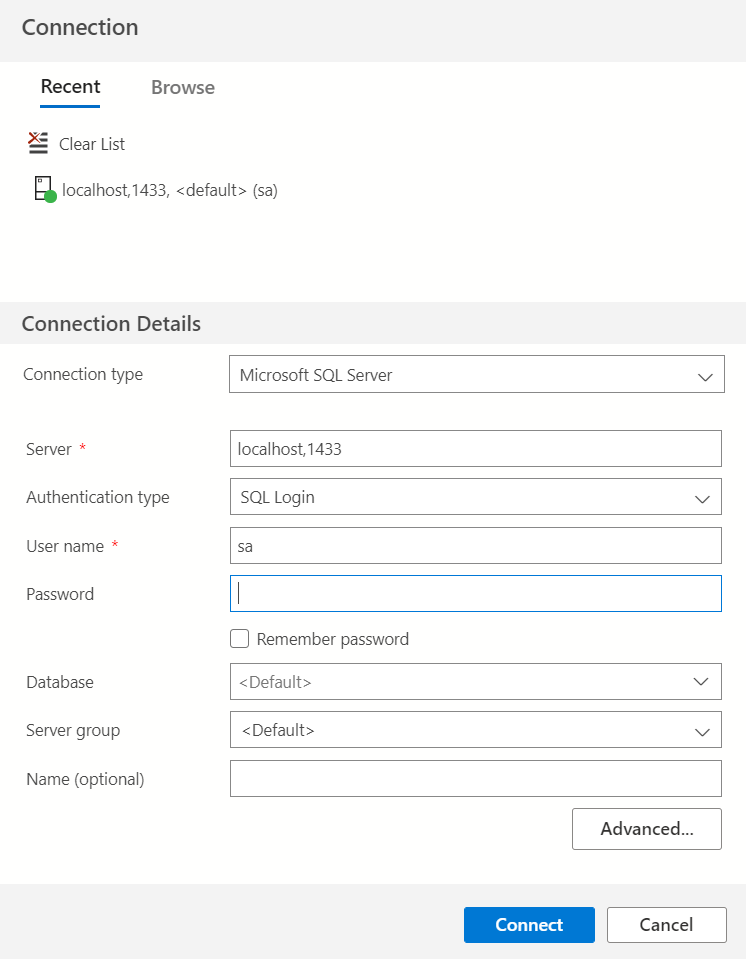 Connection
Recent Browse
Clear List
localhost,1433, <default> (sa)
Connection Details
Connection type Microsoft SQL Server
Server * localhost,1433
Authentication type SQL Login
User name * sa
Password
Remember password
Database <Default>
Server group <Default>
Name (optional)
Advanced...
Connect Cancel